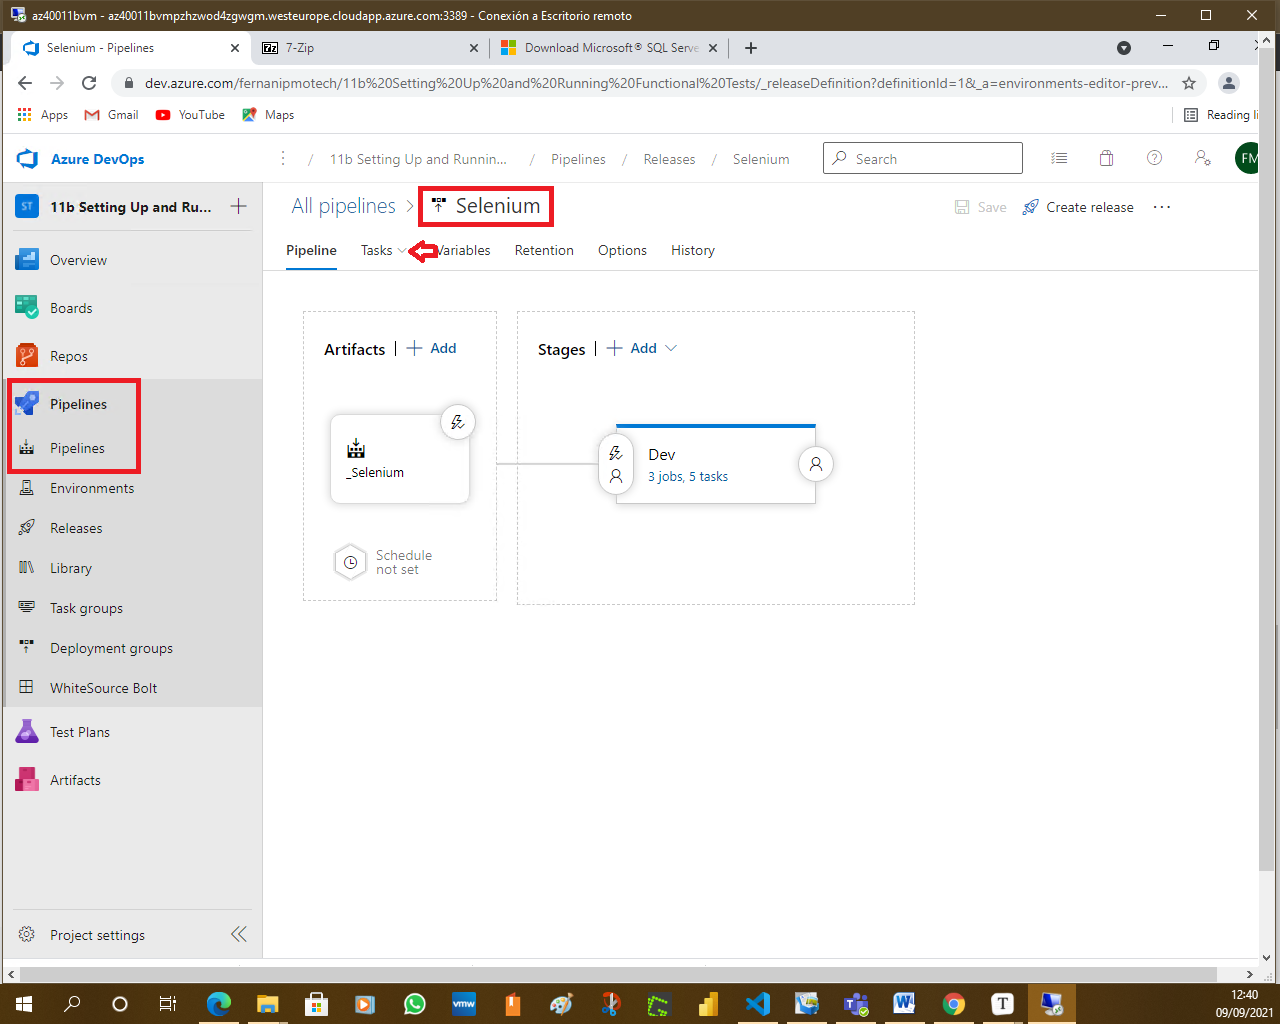 az40011bvm - az40011bvmpzhzwod4zgwgm.westeurope.cloudapp.azure.com:3389 - Conexión a Escritorio remoto
Selenium - Pipelines
7-Zip
Download Microsoft® SQL Serve
dev.azure.com/fernanipmotech/11b%20Setting%20Up%20and%20Running%20Functional%20Tests/_releaseDefinition?definitionId=1&_a=environments-editor-prev...
Apps
Gmail
YouTube
Maps
Reading li
Azure DevOps
/ 11b Setting Up and Runnin... / Pipelines / Releases / Selenium
Search
FM
ST
11b Setting Up and Ru...
All pipelines > Selenium
Save
Create release
Pipeline
Tasks
Variables
Retention
Options
History
Overview
Boards
Repos
Pipelines
Pipelines
Environments
Releases
Library
Task groups
Deployment groups
WhiteSource Bolt
Test Plans
Artifacts
Project settings
Artifacts | + Add
Stages | + Add
_Selenium
Dev
3 jobs, 5 tasks
Schedule
not set
12:40
09/09/2021